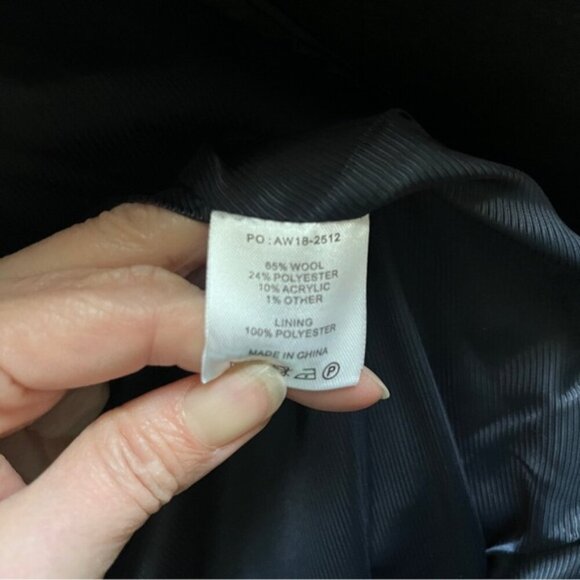 PO : AW18-2512
65% WOOL
24% POLYESTER
10% ACRYLIC
1% OTHER
LINING
100% POLYESTER
MADE IN CHINA
P